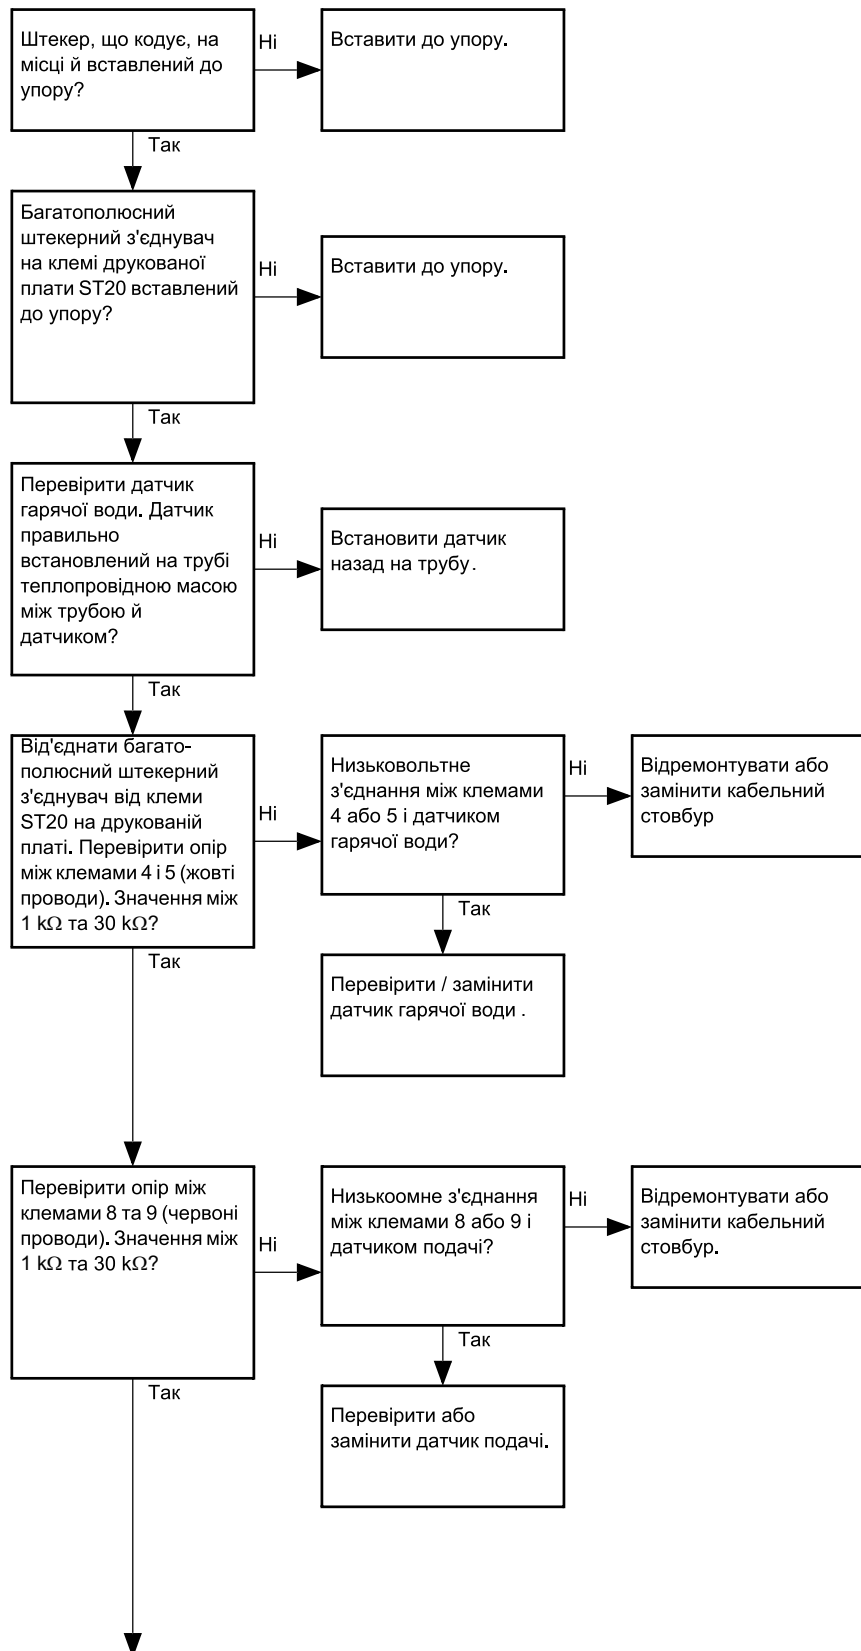 Штекер, що кодує, на
місці й вставлений до
упору?
Ні
Вставити до упору.
Так
Багатополюсний
штекерний з'єднувач
на клемі друкованої
плати ST20 вставлений
до упору?
Ні
Вставити до упору.
Так
Перевірити датчик
гарячої води. Датчик
правильно
встановлений на трубі
теплопровідною масою
між трубою й
датчиком?
Ні
Встановити датчик
назад на трубу.
Так
Від'єднати багато-
полюсний штекерний
з'єднувач від клеми
ST20 на друкованій
платі. Перевірити опір
між клемами 4 і 5 (жовті
проводи). Значення між
1 kΩ та 30 kΩ?
Ні
Низьковольтне
з'єднання між клемами
4 або 5 і датчиком
гарячої води?
Ні
Відремонтувати або
замінити кабельний
стовбур
Так
Перевірити / замінити
датчик гарячої води .
Так
Перевірити опір між
клемами 8 та 9 (червоні
проводи). Значення між
1 kΩ та 30 kΩ?
Ні
Низькоомне з'єднання
між клемами 8 або 9 і
датчиком подачі?
Ні
Відремонтувати або
замінити кабельний
стовбур.
Так
Перевірити або
замінити датчик подачі.
Так